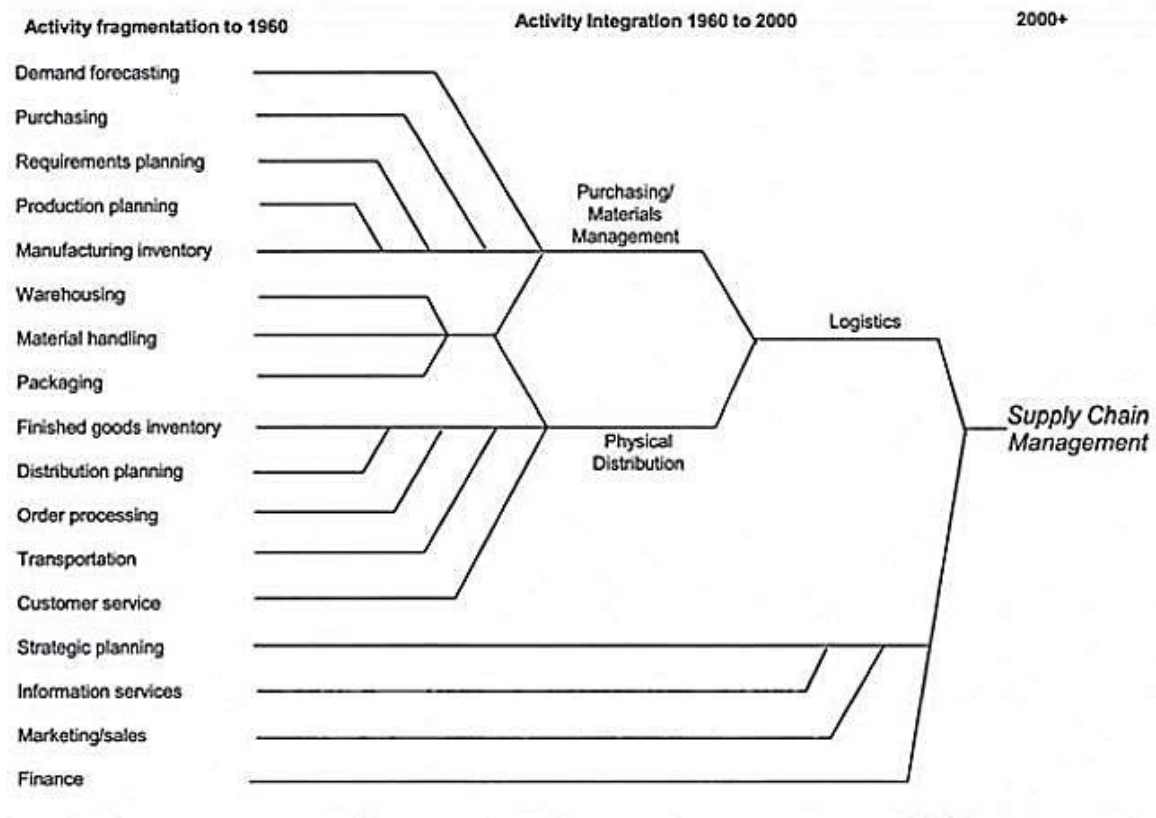 Activity fragmentation to 1960
Activity Integration 1960 to 2000
2000+
Demand forecasting
Purchasing
Requirements planning
Production planning
Manufacturing inventory
Warehousing
Material handling
Packaging
Finished goods inventory
Distribution planning
Order processing
Transportation
Customer service
Strategic planning
Information services
Marketing/sales
Finance
Purchasing/
Materials
Management
Physical
Distribution
Logistics
Supply Chain
Management